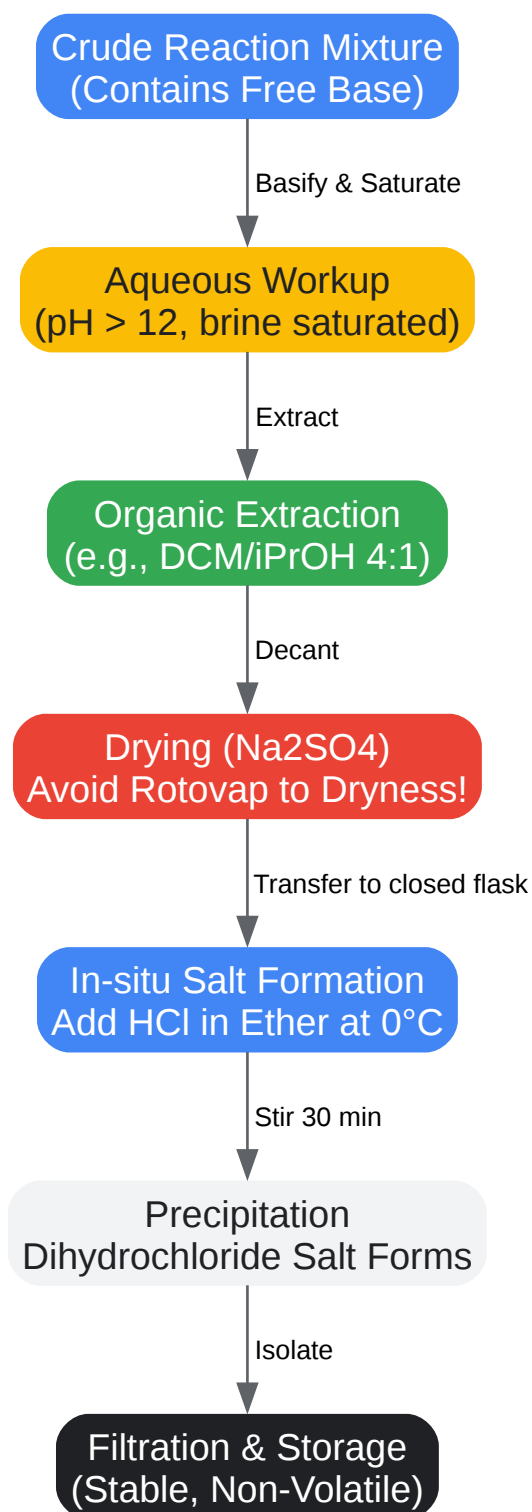 Crude Reaction Mixture
(Contains Free Base)
Basify & Saturate
Aqueous Workup
(pH > 12, brine saturated)
Extract
Organic Extraction
(e.g., DCM/iPrOH 4:1)
Decant
Drying (Na2SO4)
Avoid Rotovap to Dryness!
Transfer to closed flask
In-situ Salt Formation
Add HCl in Ether at 0°C
Stir 30 min
Precipitation
Dihydrochloride Salt Forms
Isolate
Filtration & Storage
(Stable, Non-Volatile)